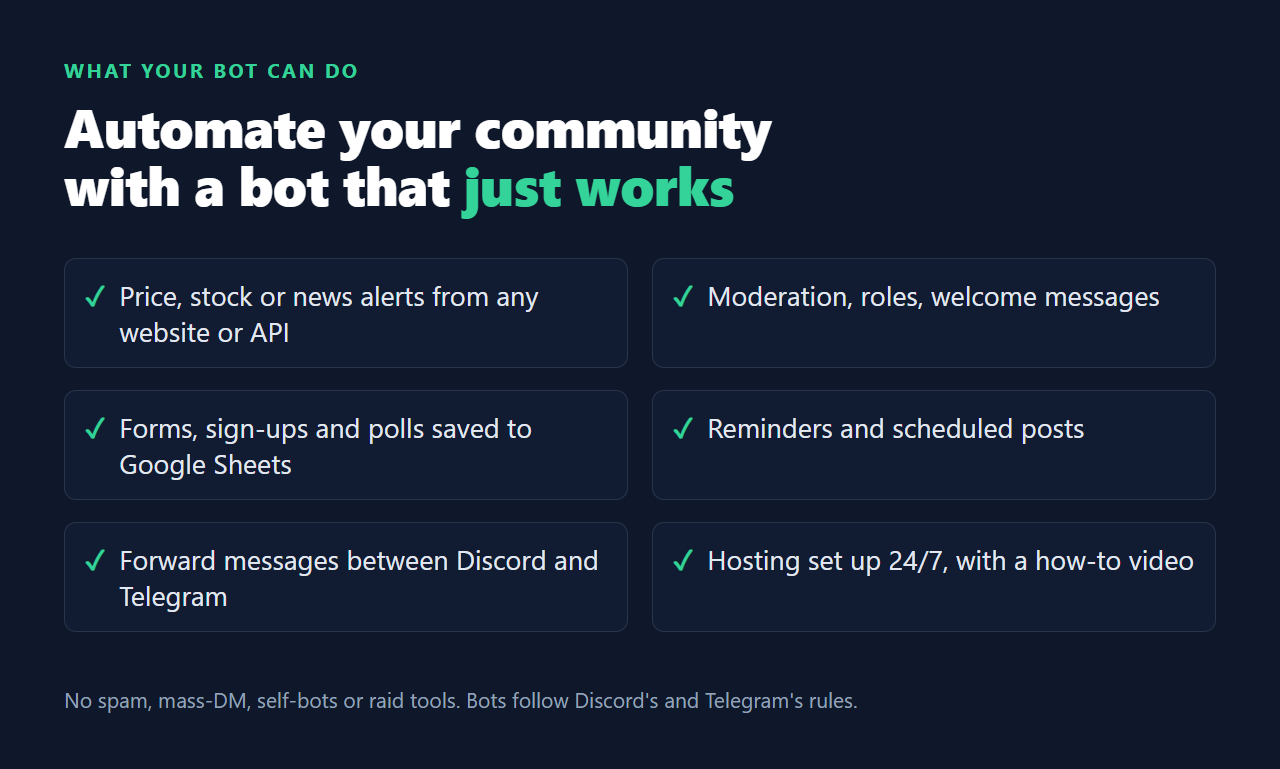 WHAT YOUR BOT CAN DO
Automate your community
with a bot that just works
✓ Price, stock or news alerts from any
website or API
✓ Moderation, roles, welcome messages
✓ Forms, sign-ups and polls saved to
Google Sheets
✓ Reminders and scheduled posts
✓ Forward messages between Discord and
Telegram
✓ Hosting set up 24/7, with a how-to video
No spam, mass-DM, self-bots or raid tools. Bots follow Discord's and Telegram's rules.